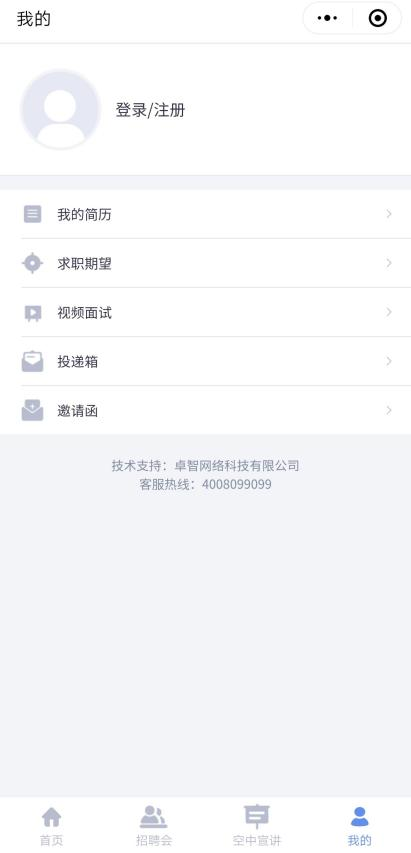 我的
登录/注册
我的简历
求职期望
视频面试
投递箱
邀请函
技术支持：卓智网络科技有限公司
客服热线：4008099099
首页
招聘会
空中宣讲
我的